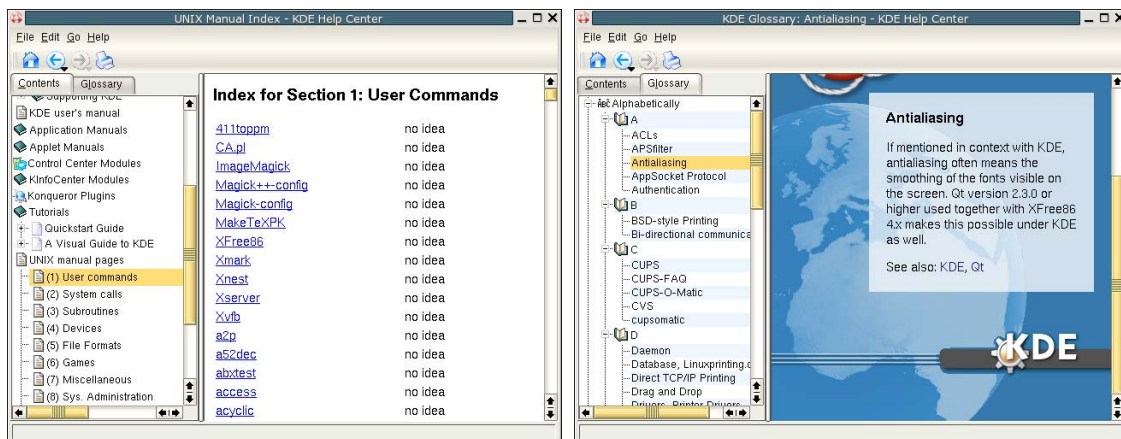 UNIX Manual Index - KDE Help Center
File Edit Go Help
Contents Glossary
Supporting KDE
KDE user's manual
Application Manuals
Applet Manuals
Control Center Modules
KInfoCenter Modules
Konqueror Plugins
Tutorials
Quickstart Guide
A Visual Guide to KDE
UNIX manual pages
(1) User commands
(2) System calls
(3) Subroutines
(4) Devices
(5) File Formats
(6) Games
(7) Miscellaneous
(8) Sys. Administration
Index for Section 1: User Commands
411toppm no idea
CA.pl no idea
ImageMagick no idea
Magick++-config no idea
Magick-config no idea
MakeTeXPK no idea
XFree86 no idea
Xmark no idea
Xnest no idea
Xserver no idea
Xvfb no idea
a2p no idea
a52dec no idea
abxtest no idea
access no idea
acyclic no idea
KDE Glossary: Antialiasing - KDE Help Center
File Edit Go Help
Contents Glossary
Alphabetically
A
ACLs
APSfilter
Antialiasing
AppSocket Protocol
Authentication
B
BSD-style Printing
Bi-directional communica
C
CUPS
CUPS-FAQ
CUPS-O-Matic
CVS
cupsomatic
D
Daemon
Database, Linuxprinting.c
Direct TCP/IP Printing
Drag and Drop
Drivers, Printer Drivers
Antialiasing
If mentioned in context with KDE,
antialiasing often means the
smoothing of the fonts visible on
the screen. Qt version 2.3.0 or
higher used together with XFree86
4.x makes this possible under KDE
as well.
See also: KDE, Qt
KDE